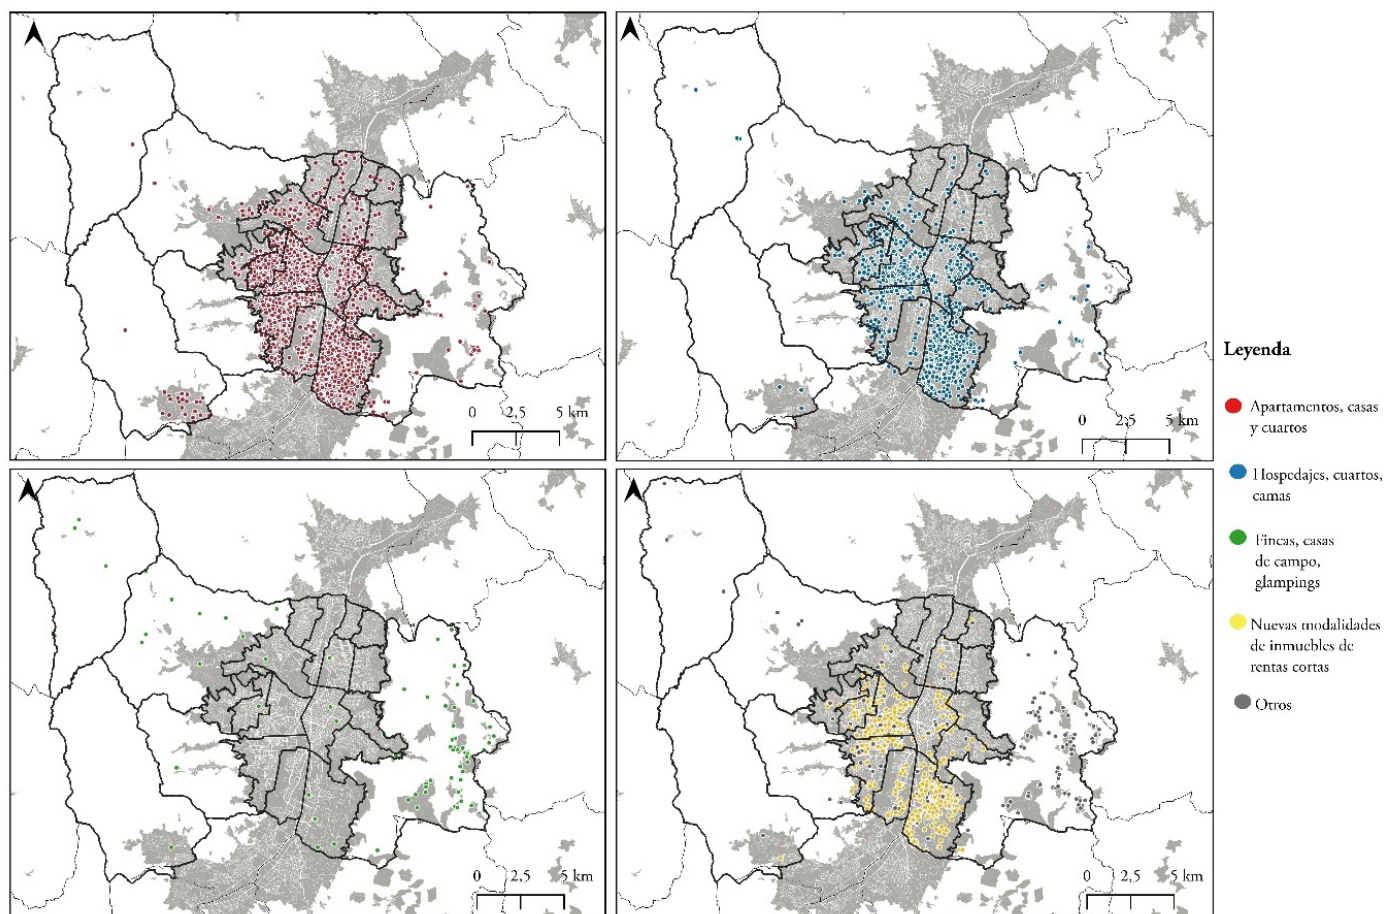 0 2,5 5 km
0 2,5 5 km
Leyenda
Apartamentos, casas
y cuartos
Hospedajes, cuartos,
camas
Fincas, casas
de campo,
glampings
Nuevas modalidades
de inmuebles de
rentas cortas
Otros
0 2,5 5 km
0 2,5 5 km